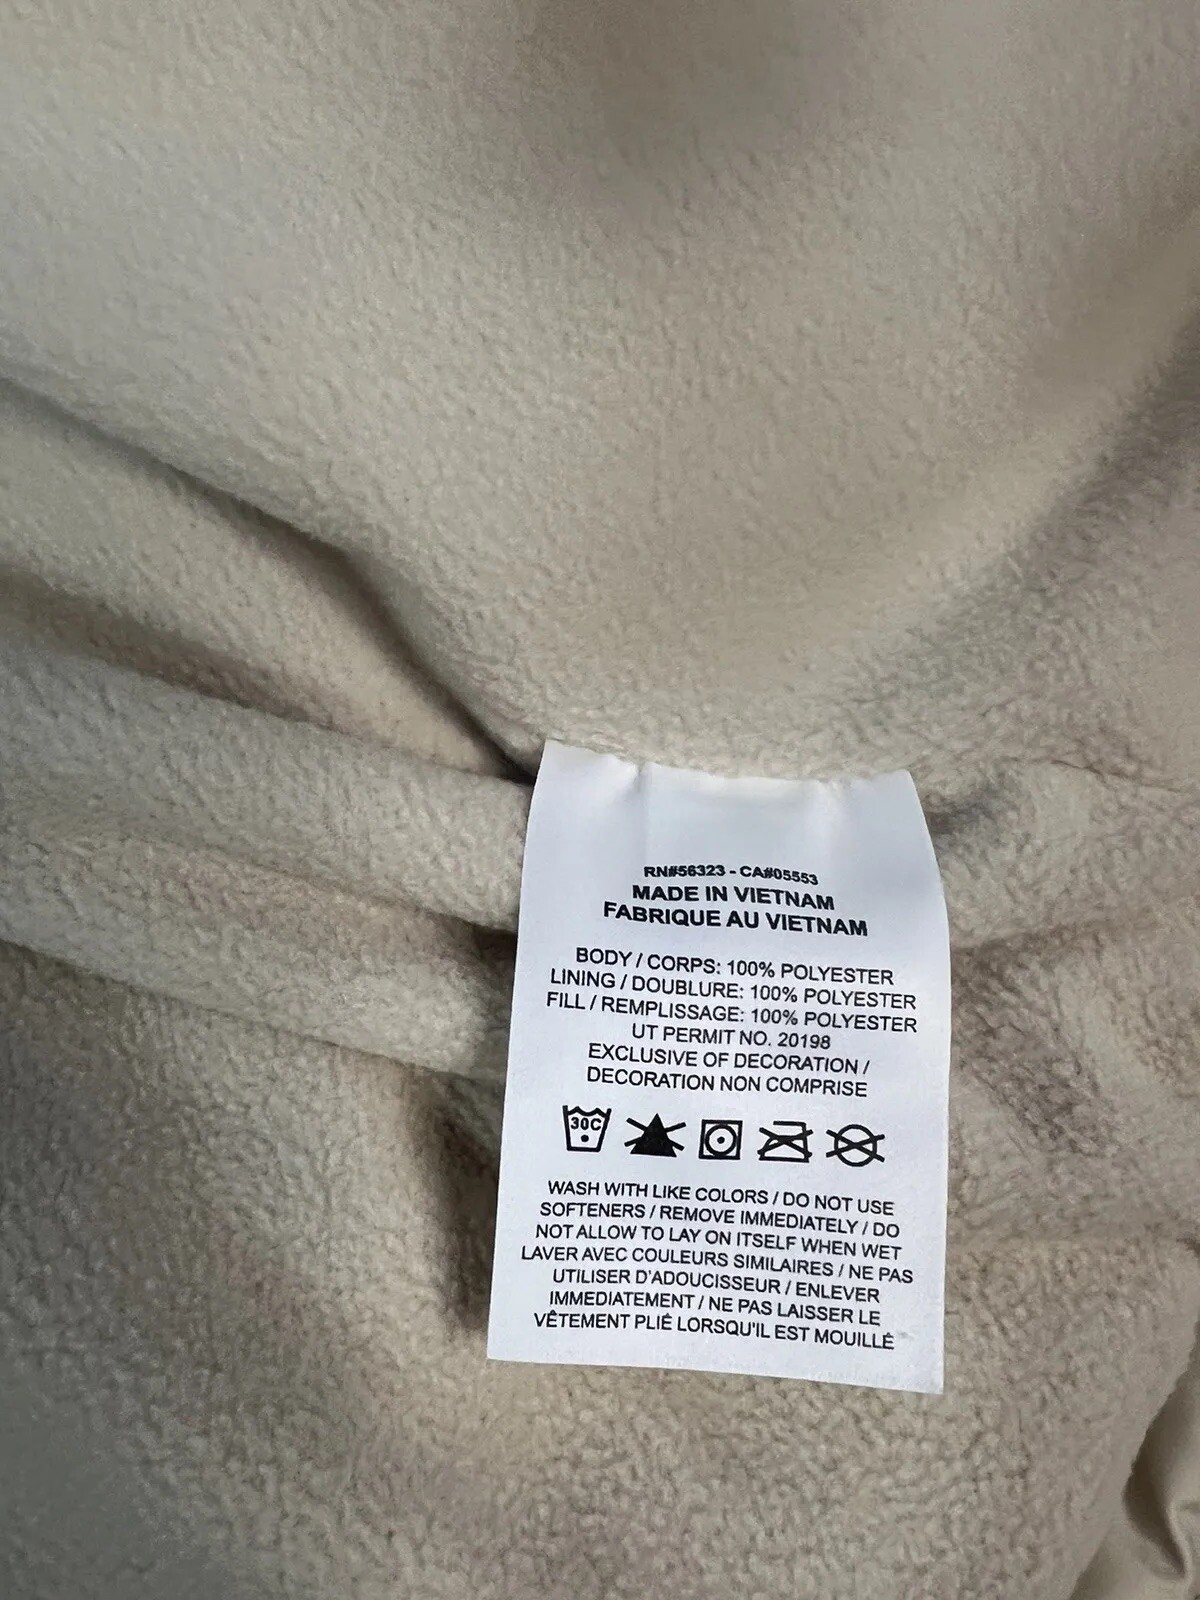 RN#56323 - CA#05553
MADE IN VIETNAM
FABRIQUE AU VIETNAM
BODY / CORPS: 100% POLYESTER
LINING / DOUBLURE: 100% POLYESTER
FILL / REMPLISSAGE: 100% POLYESTER
UT PERMIT NO. 20198
EXCLUSIVE OF DECORATION /
DECORATION NON COMPRISE
30C
WASH WITH LIKE COLORS / DO NOT USE
SOFTENERS / REMOVE IMMEDIATELY / DO
NOT ALLOW TO LAY ON ITSELF WHEN WET
LAVER AVEC COULEURS SIMILAIRES / NE PAS
UTILISER D'ADOUCISSEUR / ENLEVER
IMMEDIATEMENT / NE PAS LAISSER LE
VÊTEMENT PLIÉ LORSQU'IL EST MOUILLÉ